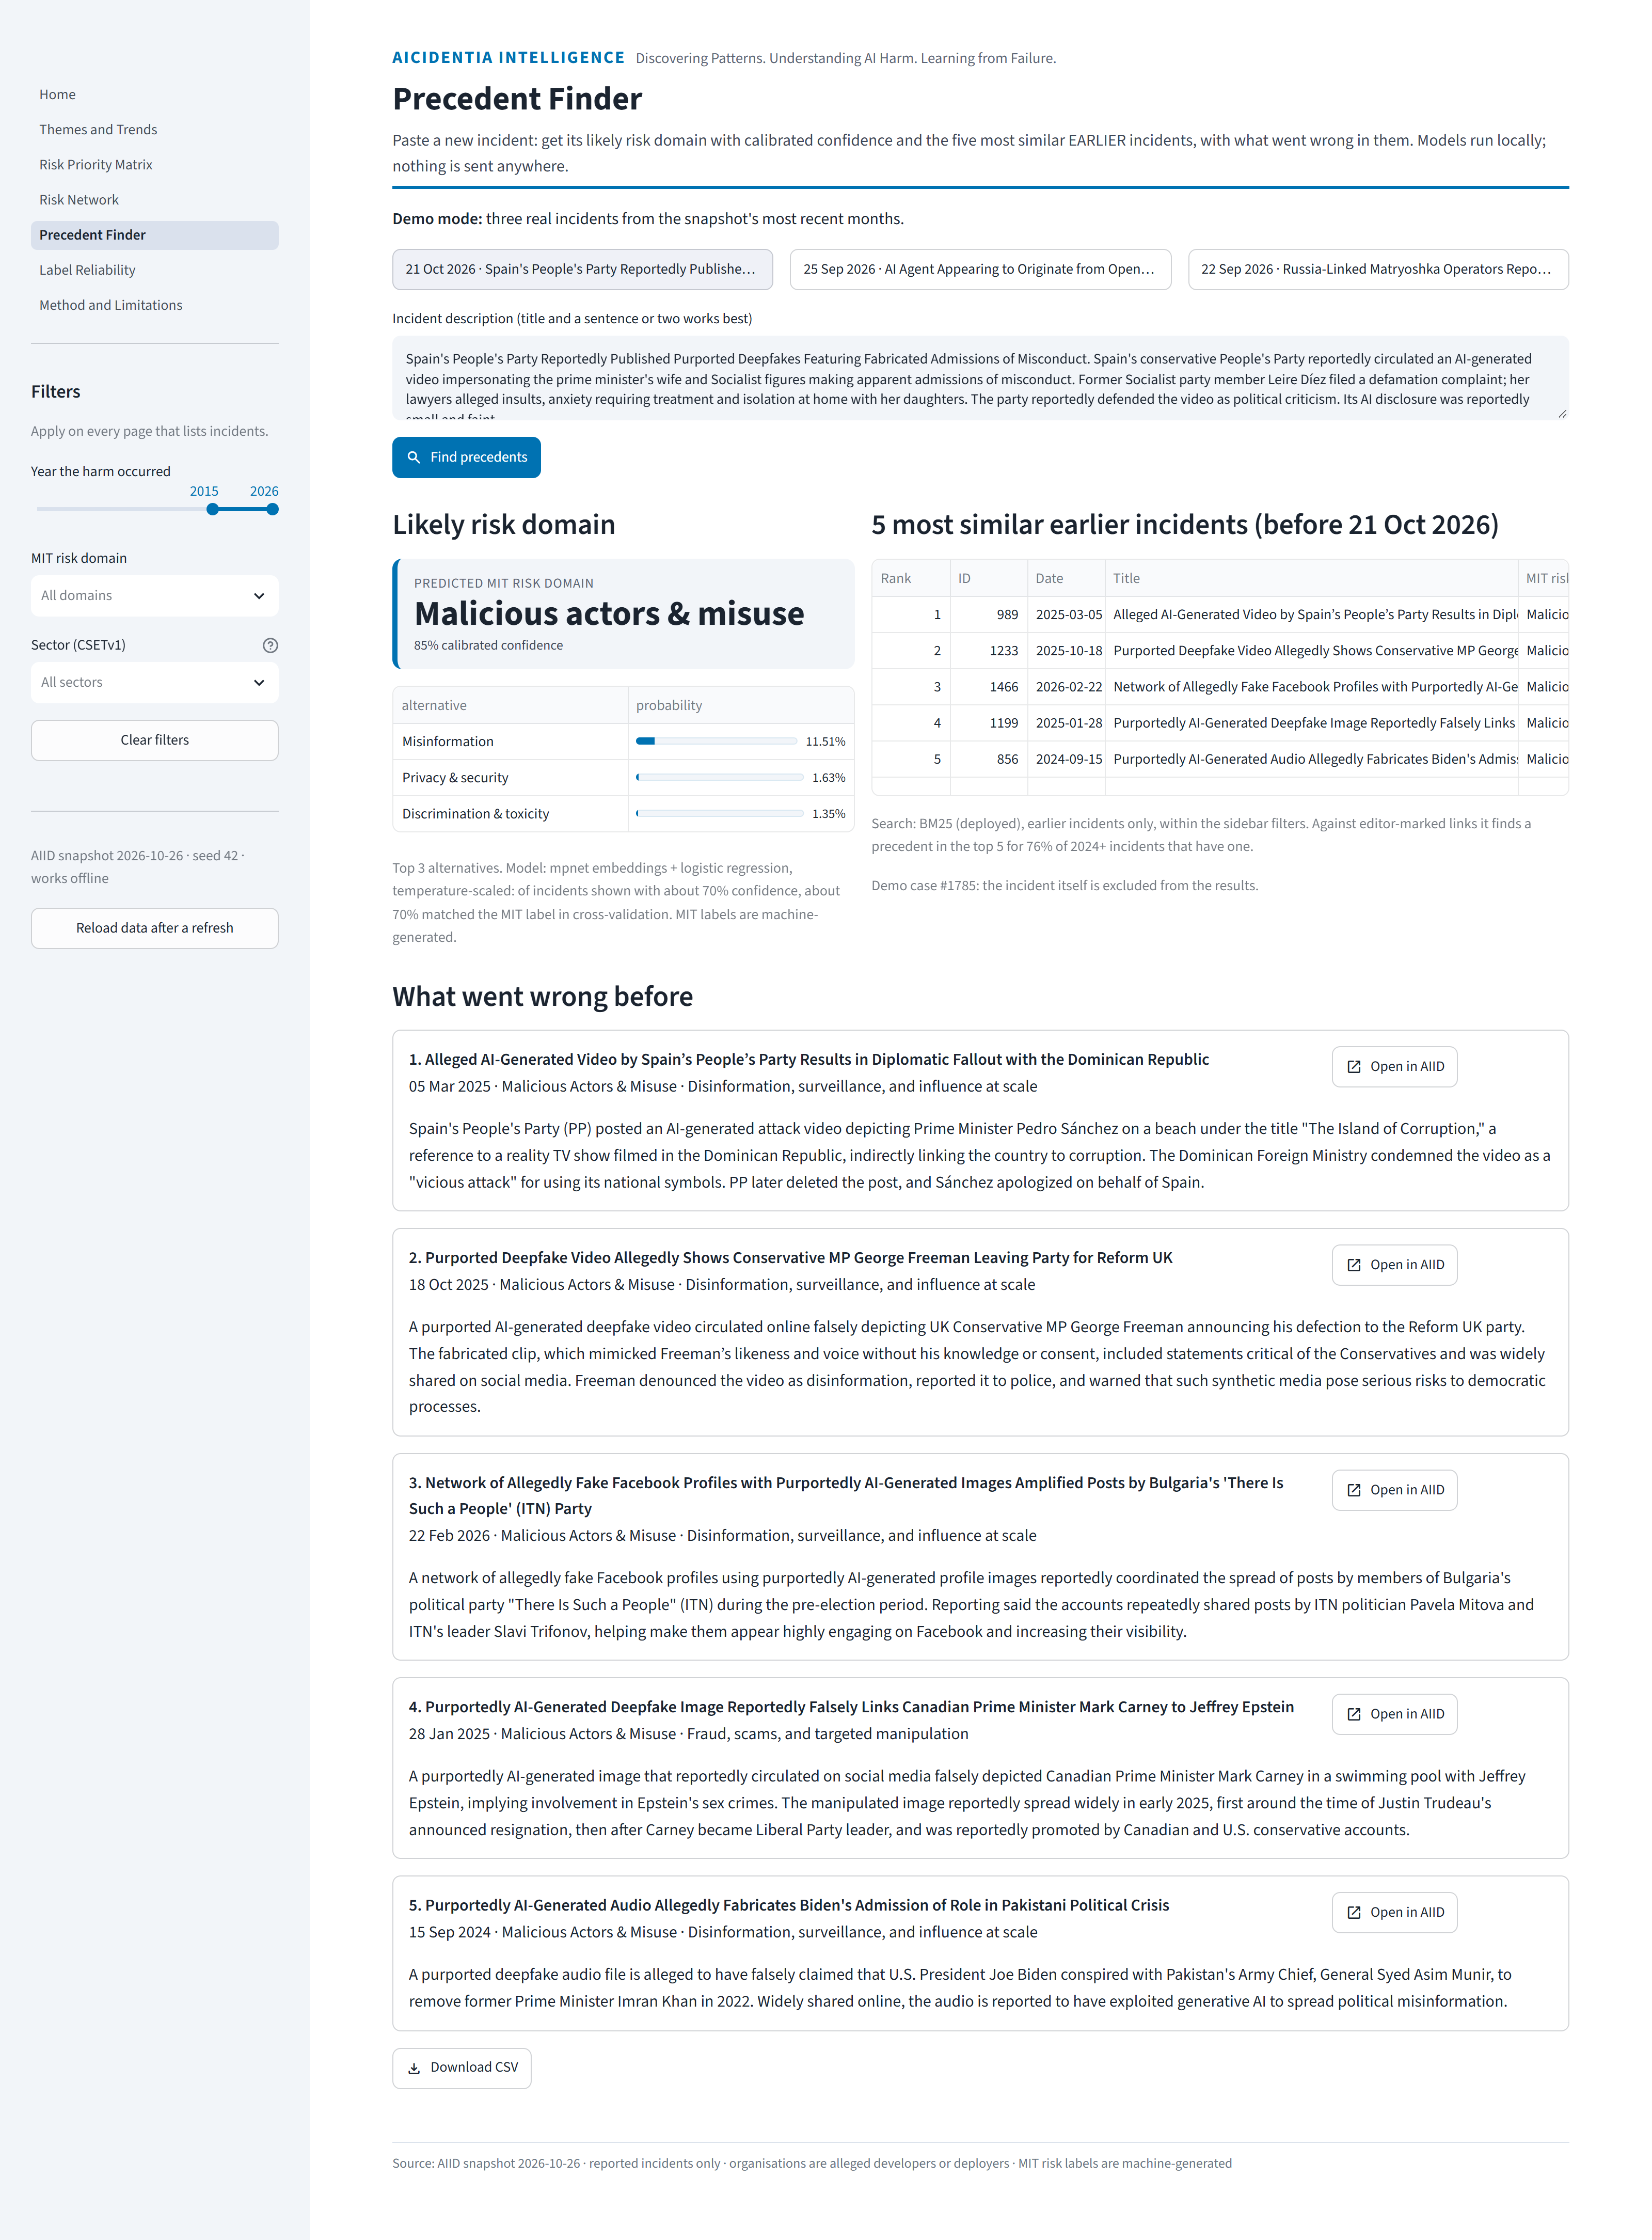 Home
Themes and Trends
Risk Priority Matrix
Risk Network
Precedent Finder
Label Reliability
Method and Limitations
Filters
Apply on every page that lists incidents.
Year the harm occurred
2015 2026
MIT risk domain
All domains
Sector (CSETv1)
All sectors
Clear filters
AIID snapshot 2026-10-26 · seed 42 ·
works offline
Reload data after a refresh
AICIDENTIA INTELLIGENCE Discovering Patterns. Understanding AI Harm. Learning from Failure.
Precedent Finder
Paste a new incident: get its likely risk domain with calibrated confidence and the five most similar EARLIER incidents, with what went wrong in them. Models run locally;
nothing is sent anywhere.
Demo mode: three real incidents from the snapshot's most recent months.
21 Oct 2026 · Spain's People's Party Reportedly Publishe…
25 Sep 2026 · AI Agent Appearing to Originate from Open…
22 Sep 2026 · Russia-Linked Matryoshka Operators Repo…
Incident description (title and a sentence or two works best)
Spain's People's Party Reportedly Published Purported Deepfakes Featuring Fabricated Admissions of Misconduct. Spain's conservative People's Party reportedly circulated an AI-generated
video impersonating the prime minister's wife and Socialist figures making apparent admissions of misconduct. Former Socialist party member Leire Díez filed a defamation complaint; her
lawyers alleged insults, anxiety requiring treatment and isolation at home with her daughters. The party reportedly defended the video as political criticism. Its AI disclosure was reportedly
small and faint.
Find precedents
Likely risk domain
PREDICTED MIT RISK DOMAIN
Malicious actors & misuse
85% calibrated confidence
alternative probability
Misinformation 11.51%
Privacy & security 1.63%
Discrimination & toxicity 1.35%
Top 3 alternatives. Model: mpnet embeddings + logistic regression,
temperature-scaled: of incidents shown with about 70% confidence, about
70% matched the MIT label in cross-validation. MIT labels are machine-
generated.
5 most similar earlier incidents (before 21 Oct 2026)
Rank ID Date Title MIT risk
1 989 2025-03-05 Alleged AI-Generated Video by Spain’s People’s Party Results in Dipl Malicio
2 1233 2025-10-18 Purported Deepfake Video Allegedly Shows Conservative MP George Malicio
3 1466 2026-02-22 Network of Allegedly Fake Facebook Profiles with Purportedly AI-Ge Malicio
4 1199 2025-01-28 Purportedly AI-Generated Deepfake Image Reportedly Falsely Links Malicio
5 856 2024-09-15 Purportedly AI-Generated Audio Allegedly Fabricates Biden's Admis Malicio
Search: BM25 (deployed), earlier incidents only, within the sidebar filters. Against editor-marked links it finds a
precedent in the top 5 for 76% of 2024+ incidents that have one.
Demo case #1785: the incident itself is excluded from the results.
What went wrong before
1. Alleged AI-Generated Video by Spain’s People’s Party Results in Diplomatic Fallout with the Dominican Republic
Open in AIID
05 Mar 2025 · Malicious Actors & Misuse · Disinformation, surveillance, and influence at scale
Spain's People's Party (PP) posted an AI-generated attack video depicting Prime Minister Pedro Sánchez on a beach under the title "The Island of Corruption," a
reference to a reality TV show filmed in the Dominican Republic, indirectly linking the country to corruption. The Dominican Foreign Ministry condemned the video as a
"vicious attack" for using its national symbols. PP later deleted the post, and Sánchez apologized on behalf of Spain.
2. Purported Deepfake Video Allegedly Shows Conservative MP George Freeman Leaving Party for Reform UK
Open in AIID
18 Oct 2025 · Malicious Actors & Misuse · Disinformation, surveillance, and influence at scale
A purported AI-generated deepfake video circulated online falsely depicting UK Conservative MP George Freeman announcing his defection to the Reform UK party.
The fabricated clip, which mimicked Freeman’s likeness and voice without his knowledge or consent, included statements critical of the Conservatives and was widely
shared on social media. Freeman denounced the video as disinformation, reported it to police, and warned that such synthetic media pose serious risks to democratic
processes.
3. Network of Allegedly Fake Facebook Profiles with Purportedly AI-Generated Images Amplified Posts by Bulgaria's 'There Is
Such a People' (ITN) Party
Open in AIID
22 Feb 2026 · Malicious Actors & Misuse · Disinformation, surveillance, and influence at scale
A network of allegedly fake Facebook profiles using purportedly AI-generated profile images reportedly coordinated the spread of posts by members of Bulgaria's
political party "There Is Such a People" (ITN) during the pre-election period. Reporting said the accounts repeatedly shared posts by ITN politician Pavela Mitova and
ITN's leader Slavi Trifonov, helping make them appear highly engaging on Facebook and increasing their visibility.
4. Purportedly AI-Generated Deepfake Image Reportedly Falsely Links Canadian Prime Minister Mark Carney to Jeffrey Epstein
Open in AIID
28 Jan 2025 · Malicious Actors & Misuse · Fraud, scams, and targeted manipulation
A purportedly AI-generated image that reportedly circulated on social media falsely depicted Canadian Prime Minister Mark Carney in a swimming pool with Jeffrey
Epstein, implying involvement in Epstein's sex crimes. The manipulated image reportedly spread widely in early 2025, first around the time of Justin Trudeau's
announced resignation, then after Carney became Liberal Party leader, and was reportedly promoted by Canadian and U.S. conservative accounts.
5. Purportedly AI-Generated Audio Allegedly Fabricates Biden's Admission of Role in Pakistani Political Crisis
Open in AIID
15 Sep 2024 · Malicious Actors & Misuse · Disinformation, surveillance, and influence at scale
A purported deepfake audio file is alleged to have falsely claimed that U.S. President Joe Biden conspired with Pakistan's Army Chief, General Syed Asim Munir, to
remove former Prime Minister Imran Khan in 2022. Widely shared online, the audio is reported to have exploited generative AI to spread political misinformation.
Download CSV
Source: AIID snapshot 2026-10-26 · reported incidents only · organisations are alleged developers or deployers · MIT risk labels are machine-generated